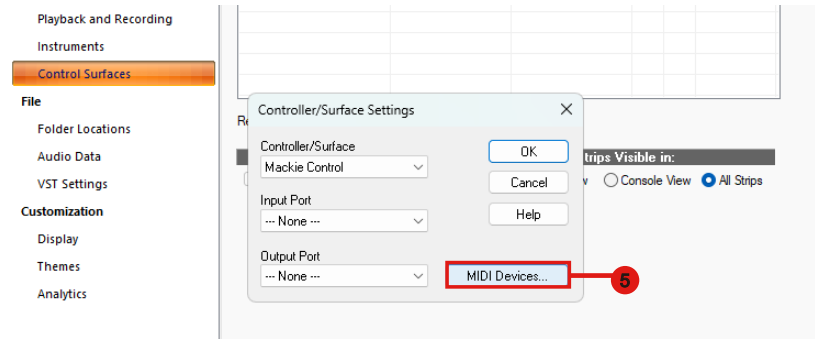 Playback and Recording
Instruments
Control Surfaces
File
Folder Locations
Audio Data
VST Settings
Customization
Display
Themes
Analytics
Controller/Surface Settings
Controller/Surface
Mackie Control
Input Port
--- None ---
Output Port
--- None ---
OK
Cancel
Help
MIDI Devices...
5
trips Visible in:
Console View
All Strips